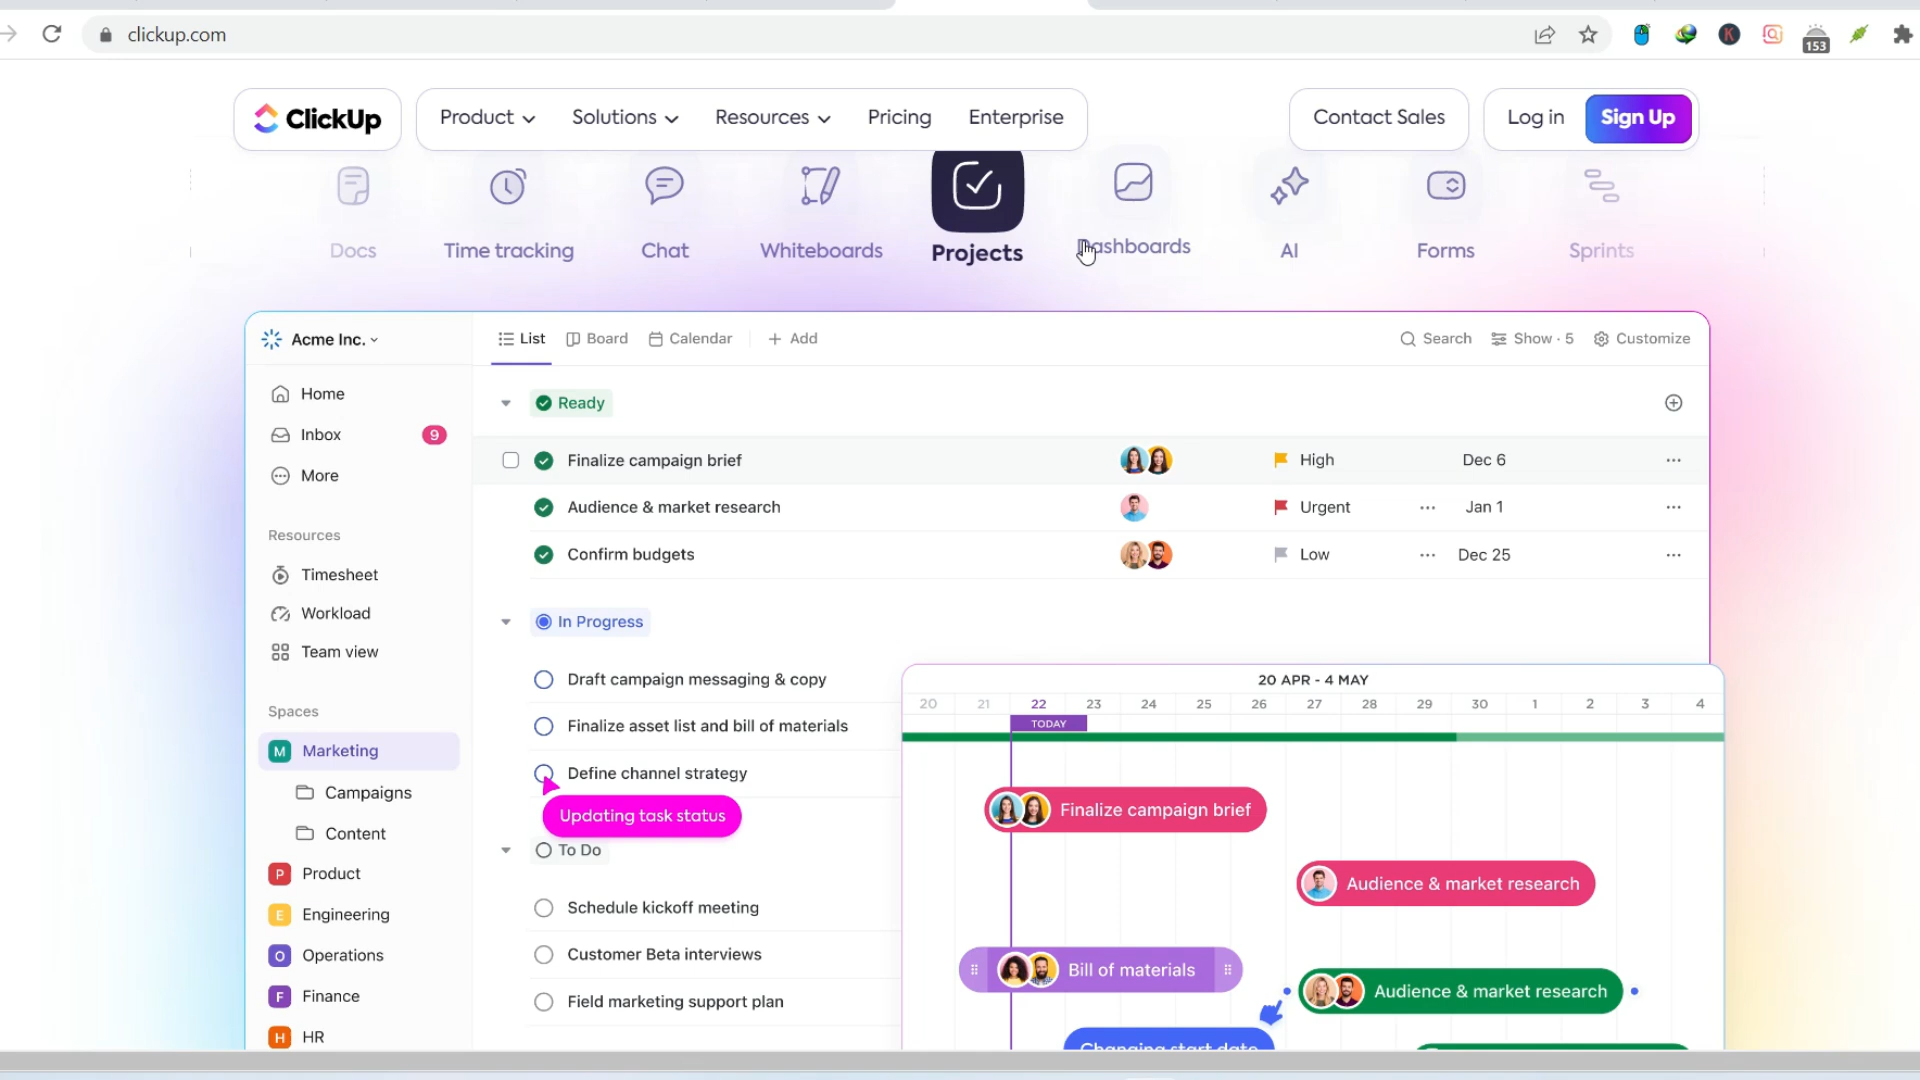 clickup.com
153
ClickUp
Product
Solutions
Resources
Pricing
Enterprise
Contact Sales
Log in
Sign Up
Docs
Time tracking
Chat
Whiteboards
Projects
Dashboards
AI
Forms
Sprints
Acme Inc.
List
Board
Calendar
+ Add
Search
Show · 5
Customize
Home
Inbox
9
More
Resources
Timesheet
Workload
Team view
Spaces
M Marketing
Campaigns
Content
P Product
E Engineering
O Operations
F Finance
H HR
Ready
Finalize campaign brief
High
Dec 6
Audience & market research
Urgent
Jan 1
Confirm budgets
Low
Dec 25
In Progress
Draft campaign messaging & copy
Finalize asset list and bill of materials
Define channel strategy
Updating task status
To Do
Schedule kickoff meeting
Customer Beta interviews
Field marketing support plan
20 APR - 4 MAY
20 21 22 23 24 25 26 27 28 29 30 1 2 3 4
TODAY
Finalize campaign brief
Audience & market research
Bill of materials
Audience & market research
Changing start date